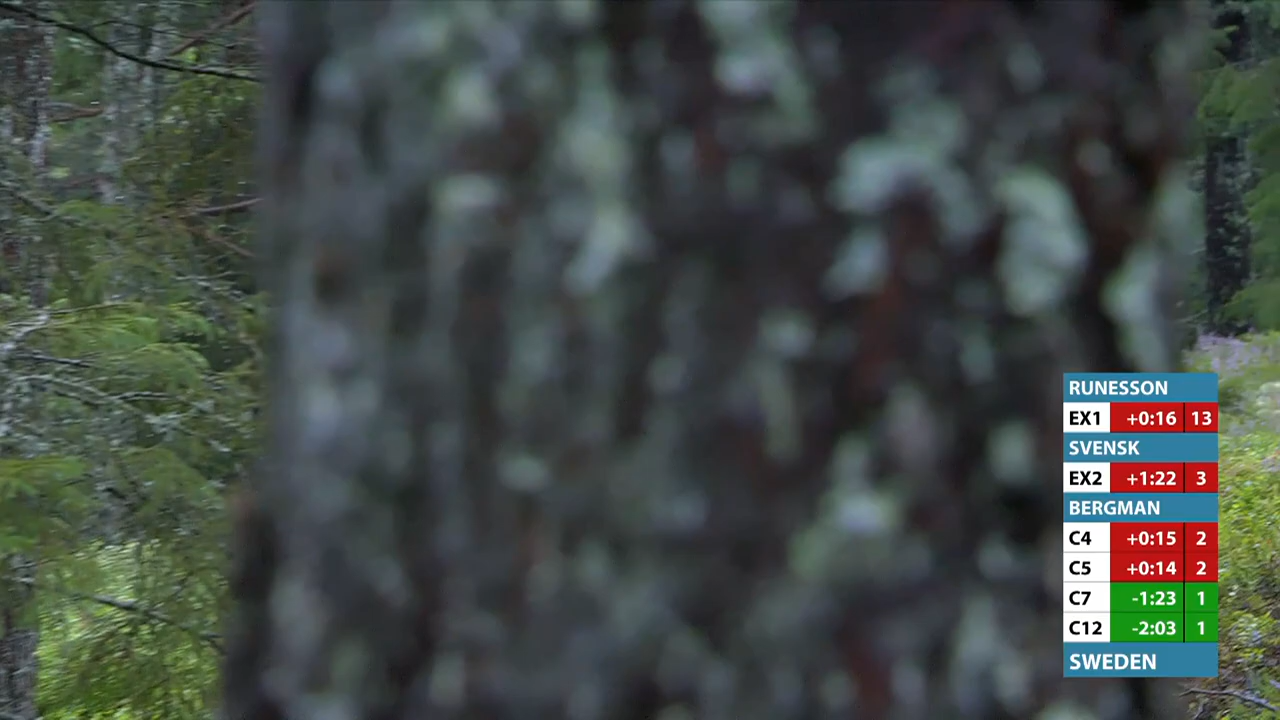 RUNESSON
EX1 +0:16 13
SVENSK
EX2 +1:22 3
BERGMAN
C4 +0:15 2
C5 +0:14 2
C7 -1:23 1
C12 -2:03 1
SWEDEN